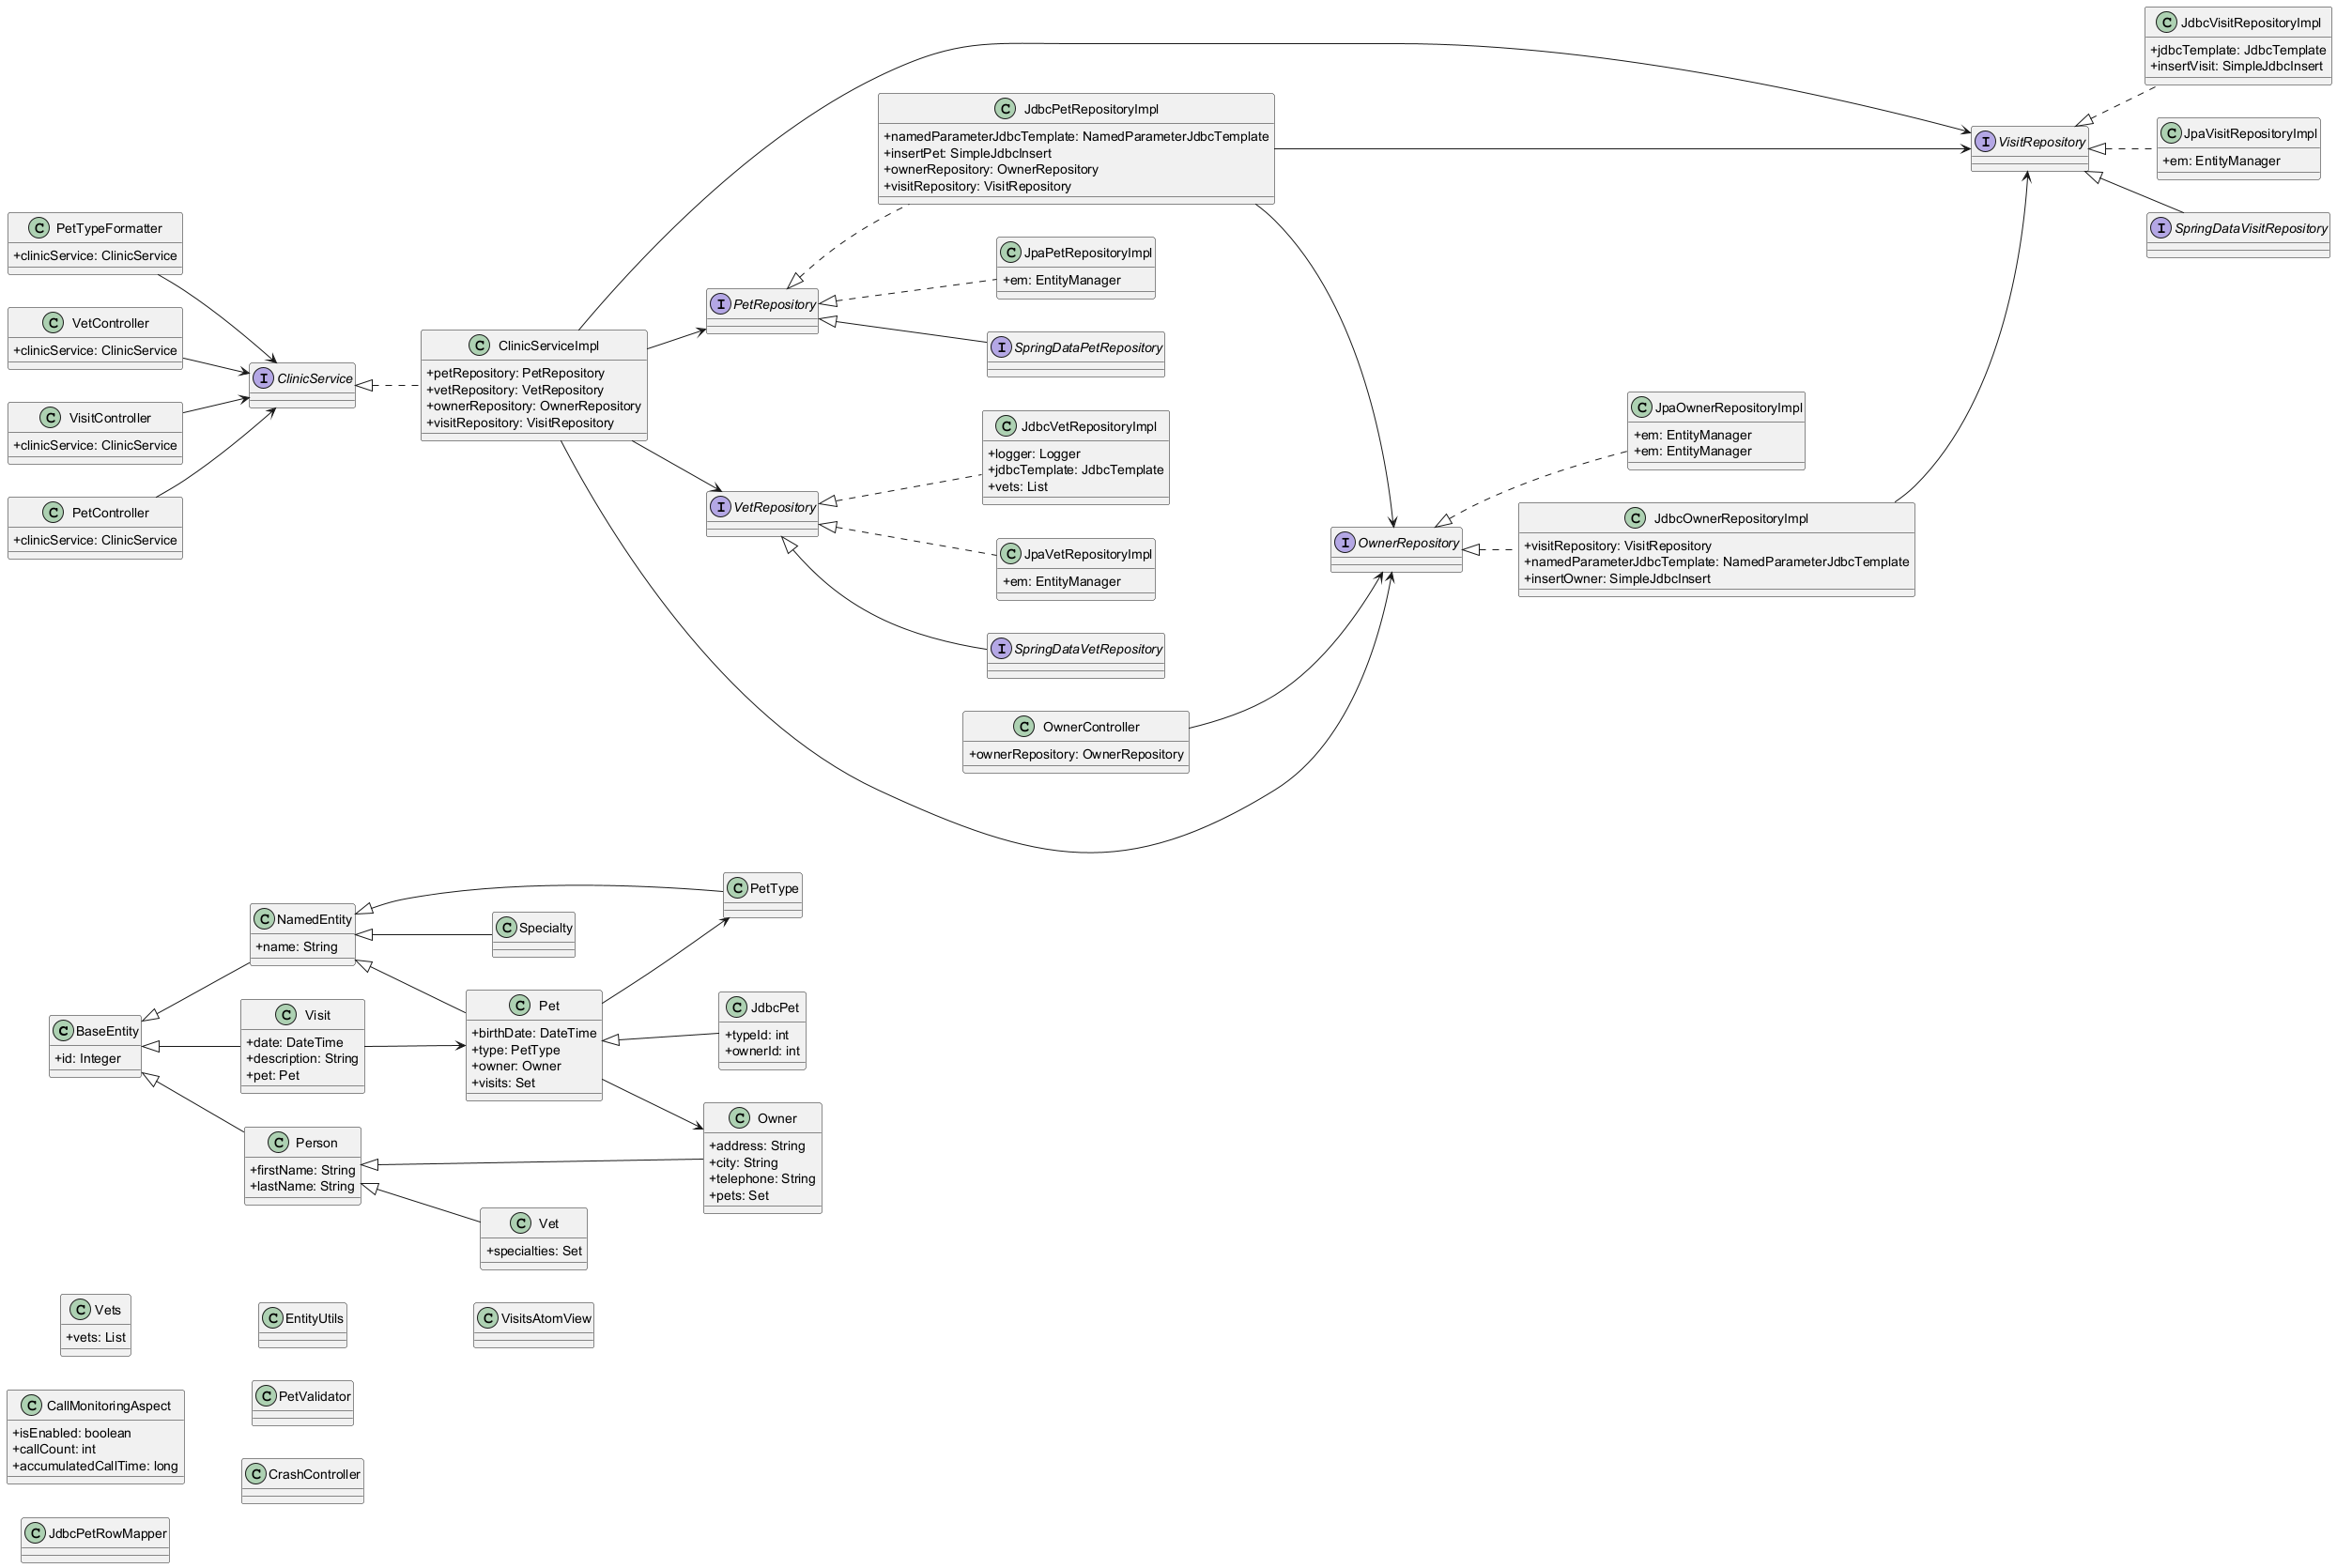 C JdbcVisitRepositoryImpl
+jdbcTemplate: JdbcTemplate
+insertVisit: SimpleJdbcInsert
C JpaVisitRepositoryImpl
+em: EntityManager
I VisitRepository
I SpringDataVisitRepository
C JdbcPetRepositoryImpl
+namedParameterJdbcTemplate: NamedParameterJdbcTemplate
+insertPet: SimpleJdbcInsert
+ownerRepository: OwnerRepository
+visitRepository: VisitRepository
C PetTypeFormatter
+clinicService: ClinicService
C VetController
+clinicService: ClinicService
C VisitController
+clinicService: ClinicService
C PetController
+clinicService: ClinicService
I ClinicService
C ClinicServiceImpl
+petRepository: PetRepository
+vetRepository: VetRepository
+ownerRepository: OwnerRepository
+visitRepository: VisitRepository
I PetRepository
C JpaPetRepositoryImpl
+em: EntityManager
I SpringDataPetRepository
C JdbcVetRepositoryImpl
+logger: Logger
+jdbcTemplate: JdbcTemplate
+vets: List
I VetRepository
C JpaVetRepositoryImpl
+em: EntityManager
I SpringDataVetRepository
C OwnerController
+ownerRepository: OwnerRepository
I OwnerRepository
C JpaOwnerRepositoryImpl
+em: EntityManager
+em: EntityManager
C JdbcOwnerRepositoryImpl
+visitRepository: VisitRepository
+namedParameterJdbcTemplate: NamedParameterJdbcTemplate
+insertOwner: SimpleJdbcInsert
C PetType
C NamedEntity
+name: String
C Specialty
C BaseEntity
+id: Integer
C Visit
+date: DateTime
+description: String
+pet: Pet
C Pet
+birthDate: DateTime
+type: PetType
+owner: Owner
+visits: Set
C JdbcPet
+typeId: int
+ownerId: int
C Person
+firstName: String
+lastName: String
C Owner
+address: String
+city: String
+telephone: String
+pets: Set
C Vet
+specialties: Set
C Vets
+vets: List
C EntityUtils
C VisitsAtomView
C CallMonitoringAspect
+isEnabled: boolean
+callCount: int
+accumulatedCallTime: long
C PetValidator
C CrashController
C JdbcPetRowMapper